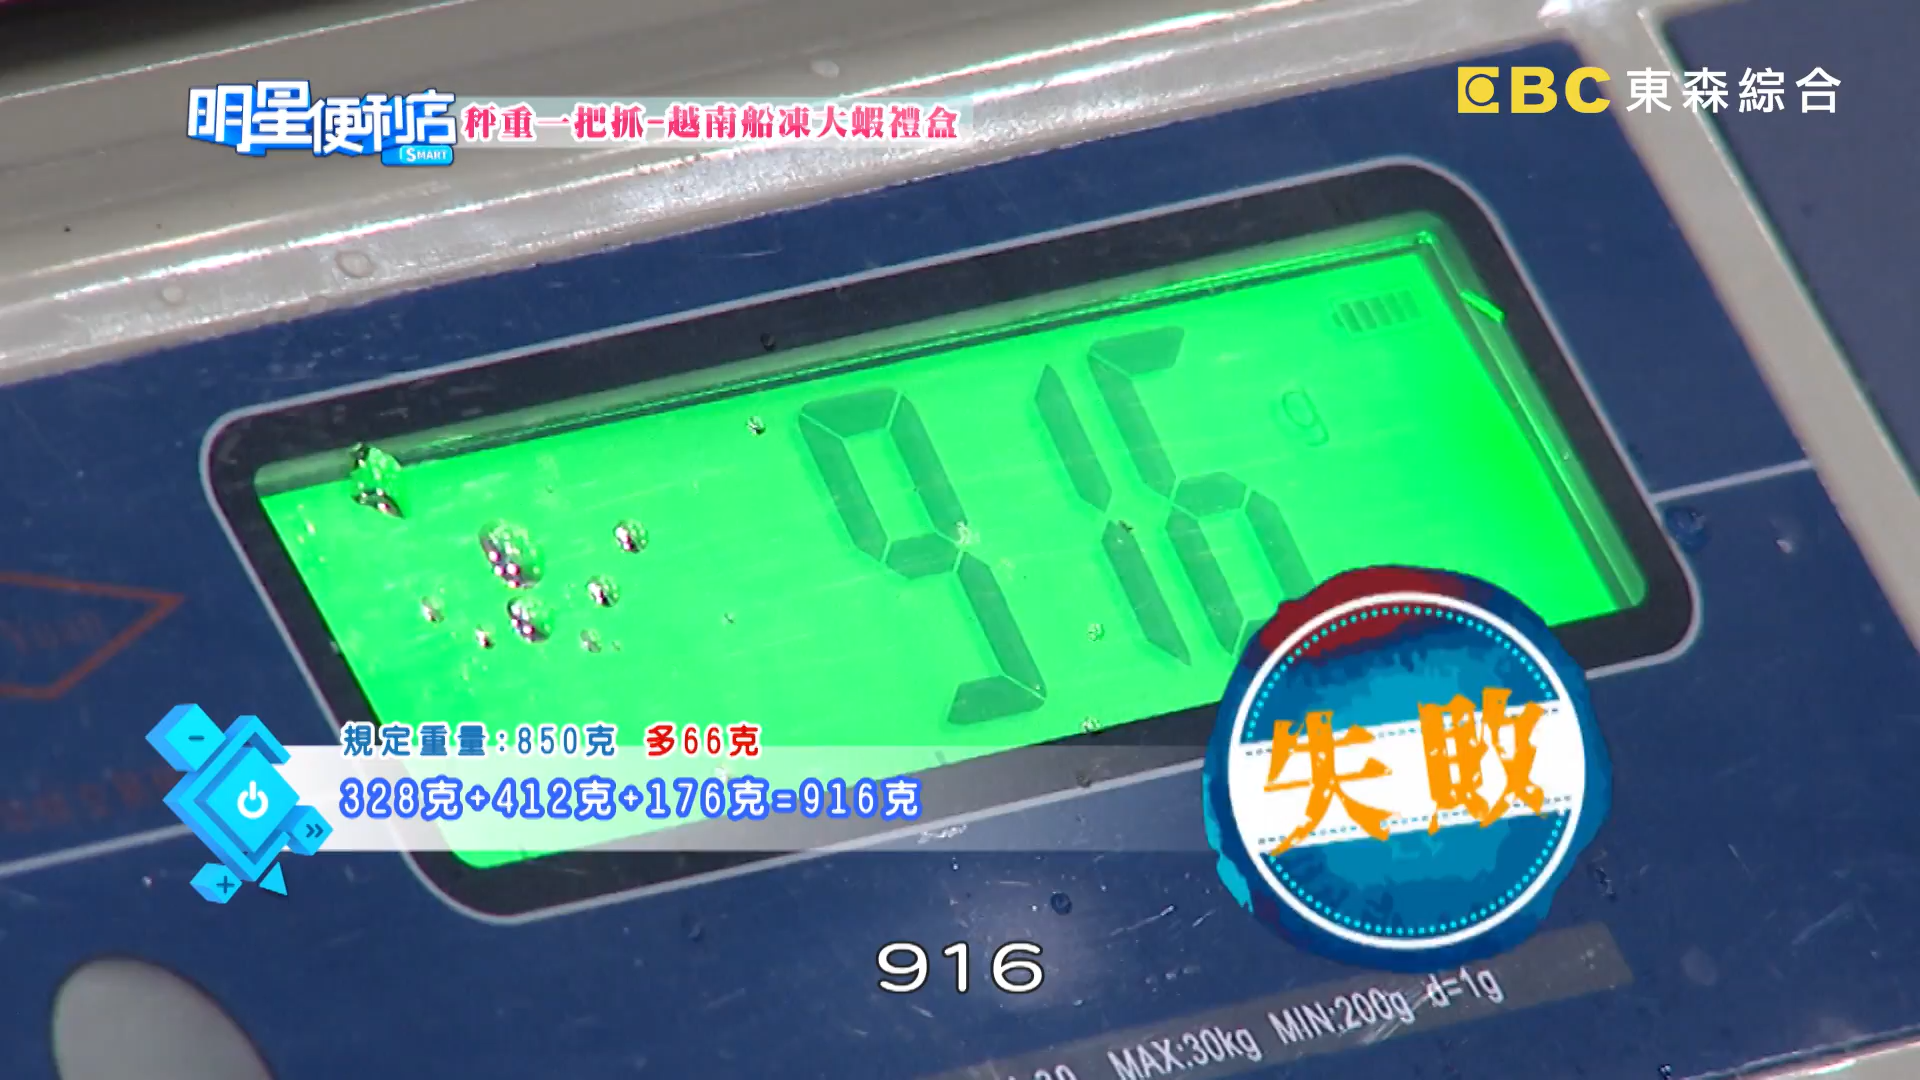 明星便利店
SMART
秤重一把抓-越南船凍大蝦禮盒
EBC 東森綜合
916 g
規定重量:850克 多66克
328克+412克+176克=916克
失敗
916
MAX:30kg MIN:200g d=1g